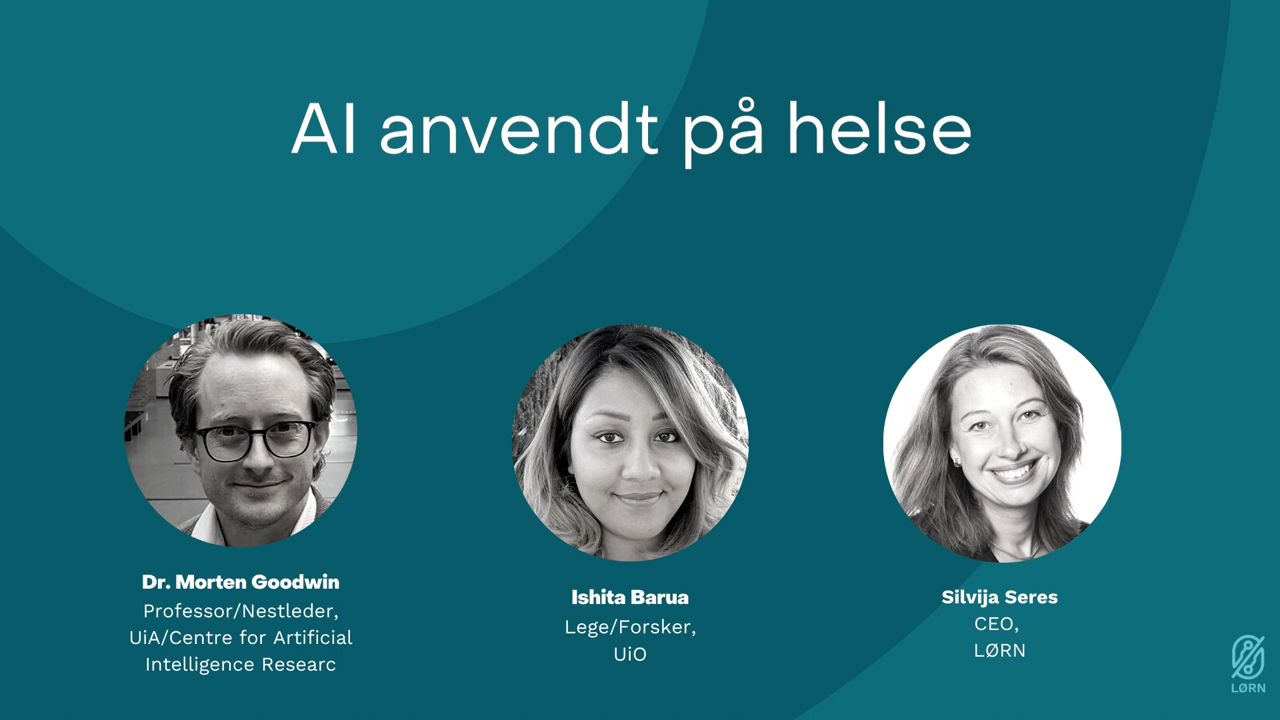 AI anvendt på helse
Dr. Morten Goodwin
Professor/Nestleder,
UiA/Centre for Artificial
Intelligence Researc
Ishita Barua
Lege/Forsker,
UiO
Silvija Seres
CEO,
LØRN
LØRN